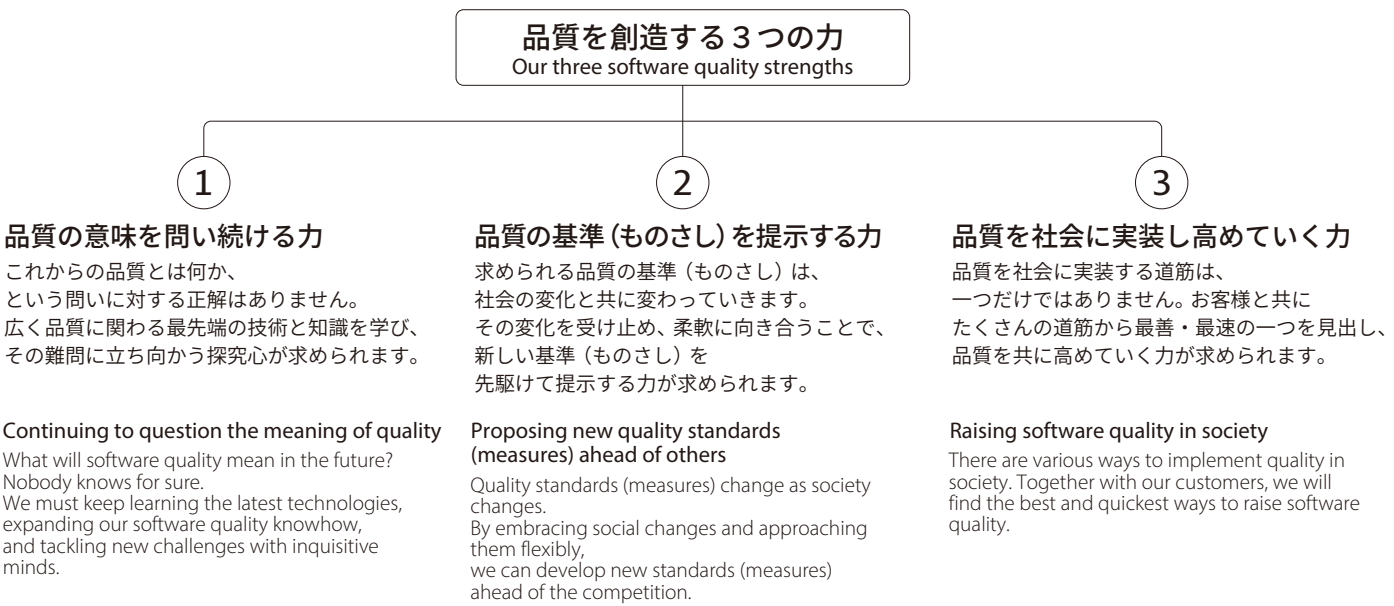 品質を創造する３つの力
Our three software quality strengths
1
品質の意味を問い続ける力
これからの品質とは何か、
という問いに対する正解はありません。
広く品質に関わる最先端の技術と知識を学び、
その難問に立ち向かう探究心が求められます。
Continuing to question the meaning of quality
What will software quality mean in the future?
Nobody knows for sure.
We must keep learning the latest technologies,
expanding our software quality knowhow,
and tackling new challenges with inquisitive
minds.
2
品質の基準（ものさし）を提示する力
求められる品質の基準（ものさし）は、
社会の変化と共に変わっていきます。
その変化を受け止め、柔軟に向き合うことで、
新しい基準（ものさし）を
先駆けて提示する力が求められます。
Proposing new quality standards
(measures) ahead of others
Quality standards (measures) change as society
changes.
By embracing social changes and approaching
them flexibly,
we can develop new standards (measures)
ahead of the competition.
3
品質を社会に実装し高めていく力
品質を社会に実装する道筋は、
一つだけではありません。お客様と共に
たくさんの道筋から最善・最速の一つを見出し、
品質を共に高めていく力が求められます。
Raising software quality in society
There are various ways to implement quality in
society. Together with our customers, we will
find the best and quickest ways to raise software
quality.